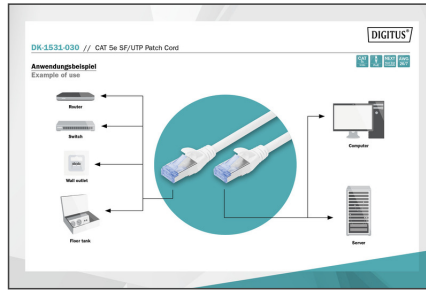 DIGITUS®
DK-1531-030 // CAT 5e SF/UTP Patch Cord
Anwendungsbeispiel
Example of use
Router
Switch
Wall outlet
Floor tank
Computer
Server